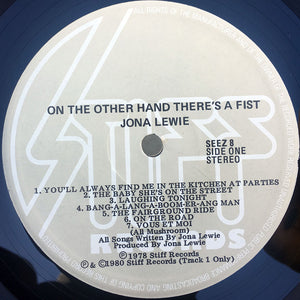 ON THE OTHER HAND THERE'S A FIST
JONA LEWIE
SEEZ 8
SIDE ONE
STEREO
1. YOU'LL ALWAYS FIND ME IN THE KITCHEN AT PARTIES
2. THE BABY SHE'S ON THE STREET
3. LAUGHING TONIGHT
4. BANG-A-LANG-A-BOOM-ER-ANG MAN
5. THE FAIRGROUND RIDE
6. ON THE ROAD
7. VOUS ET MOI
(All Mushroom)
All Songs Written By Jona Lewie
Produced By Jona Lewie
℗ 1978 Stiff Records
℗ & ©1980 Stiff Records (Track 1 Only)
STIFF
RECORDS